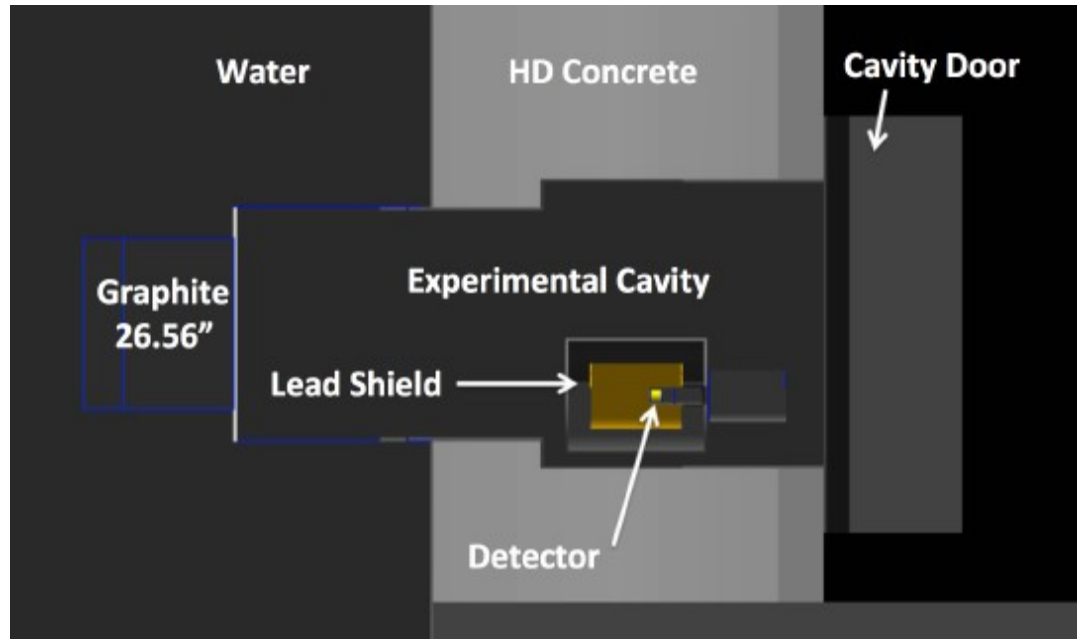 Water
HD Concrete
Cavity Door
Graphite
26.56”
Experimental Cavity
Lead Shield
Detector